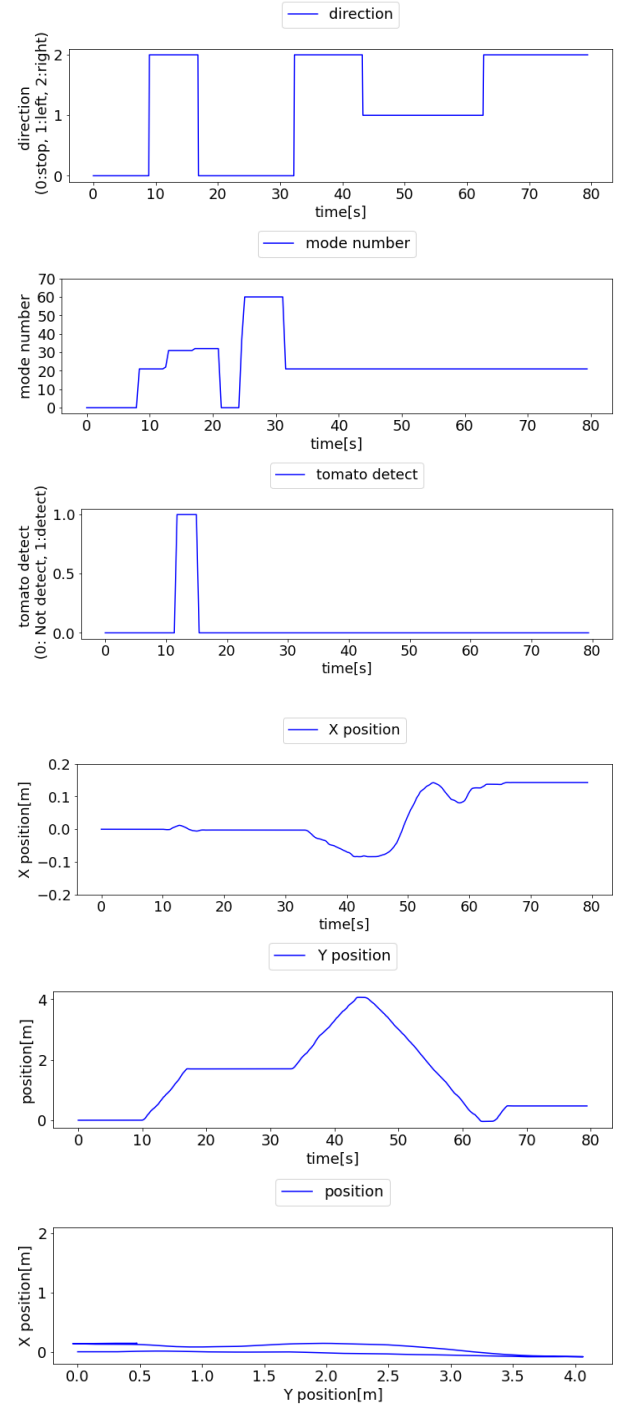 direction
2
1
0
direction
(0:stop, 1:left, 2:right)
0 10 20 30 40 50 60 70 80
time[s]
mode number
70
60
50
40
30
20
10
0
mode number
0 10 20 30 40 50 60 70 80
time[s]
tomato detect
1.0
0.5
0.0
tomato detect
(0: Not detect, 1:detect)
0 10 20 30 40 50 60 70 80
time[s]
X position
0.2
0.1
0.0
−0.1
−0.2
X position[m]
0 10 20 30 40 50 60 70 80
time[s]
Y position
4
2
0
position[m]
0 10 20 30 40 50 60 70 80
time[s]
position
2
1
0
X position[m]
0.0 0.5 1.0 1.5 2.0 2.5 3.0 3.5 4.0
Y position[m]